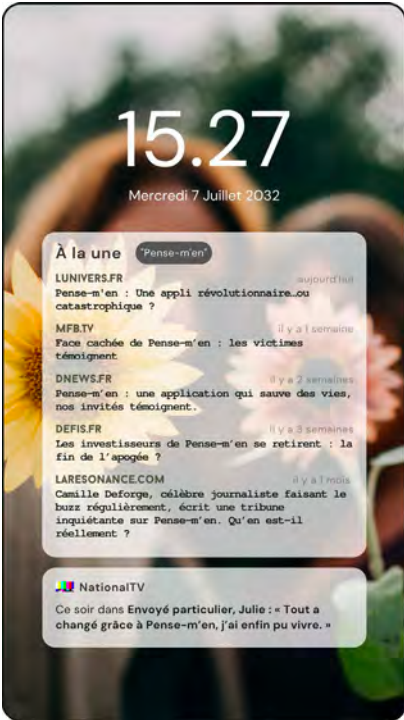 15.27
Mercredi 7 Juillet 2032
À la une "Pense-m'en"
LUNIVERS.FR aujourd'hui
Pense-m'en : Une appli révolutionnaire…ou
catastrophique ?
MFB.TV il y a 1 semaine
Face cachée de Pense-m'en : les victimes
témoignent
DNEWS.FR il y a 2 semaines
Pense-m'en : une application qui sauve des vies,
nos invités témoignent.
DEFIS.FR il y a 3 semaines
Les investisseurs de Pense-m'en se retirent : la
fin de l'apogée ?
LARESONANCE.COM il y a 1 mois
Camille Deforge, célèbre journaliste faisant le
buzz régulièrement, écrit une tribune
inquiétante sur Pense-m'en. Qu'en est-il
réellement ?
NationalTV
Ce soir dans Envoyé particulier, Julie : « Tout a
changé grâce à Pense-m'en, j'ai enfin pu vivre. »